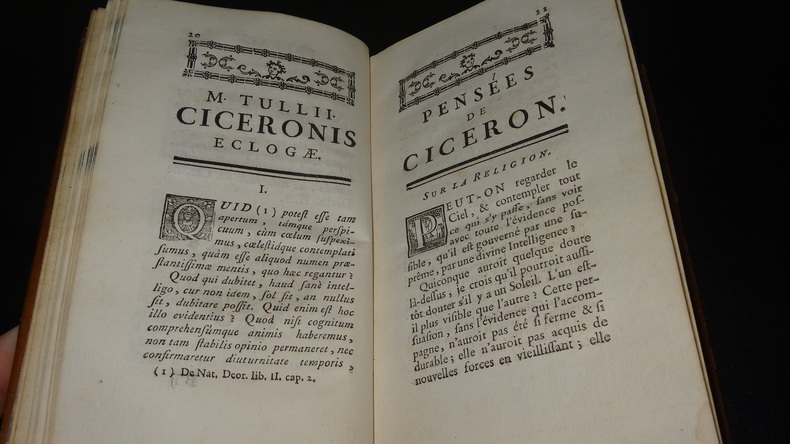 20
M. TULLII
CICERONIS
ECLOGÆ.
I.
QUID (1) potest esse tam
apertum, tamque perspi-
cuum, cùm cœlum suspexi-
mus, cœlestiáque contemplati
sumus, quàm esse aliquod numen præ-
stantissimæ mentis, quo hæc regantur ?
Quod qui dubitet, haud sanè intel-
ligo, cur non idem, sol sit, an nullus
sit, dubitare possit. Quid enim est hoc
illo evidentius ? Quod nisi cognitum
comprehensúmque animis haberemus,
non tam stabilis opinio permaneret, nec
confirmaretur diuturnitate temporis,
(1) De Nat. Deor. lib. II. cap. 2.
21
PENSÉES
DE
CICERON.
SUR LA RELIGION.
PEUT-ON regarder le
Ciel, & contempler tout
ce qui s'y passe, sans voir
avec toute l'évidence pos-
sible, qu'il est gouverné par une su-
prême, par une divine Intelligence ?
Quiconque auroit quelque doute
là-dessus, je crois qu'il pourroit aussi-
tôt douter s'il y a un Soleil. L'un est-
il plus visible que l'autre ? Cette per-
suasion, sans l'évidence qui l'accom-
pagne, n'auroit pas été si ferme & si
durable ; elle n'auroit pas acquis de
nouvelles forces en vieillissant ; elle